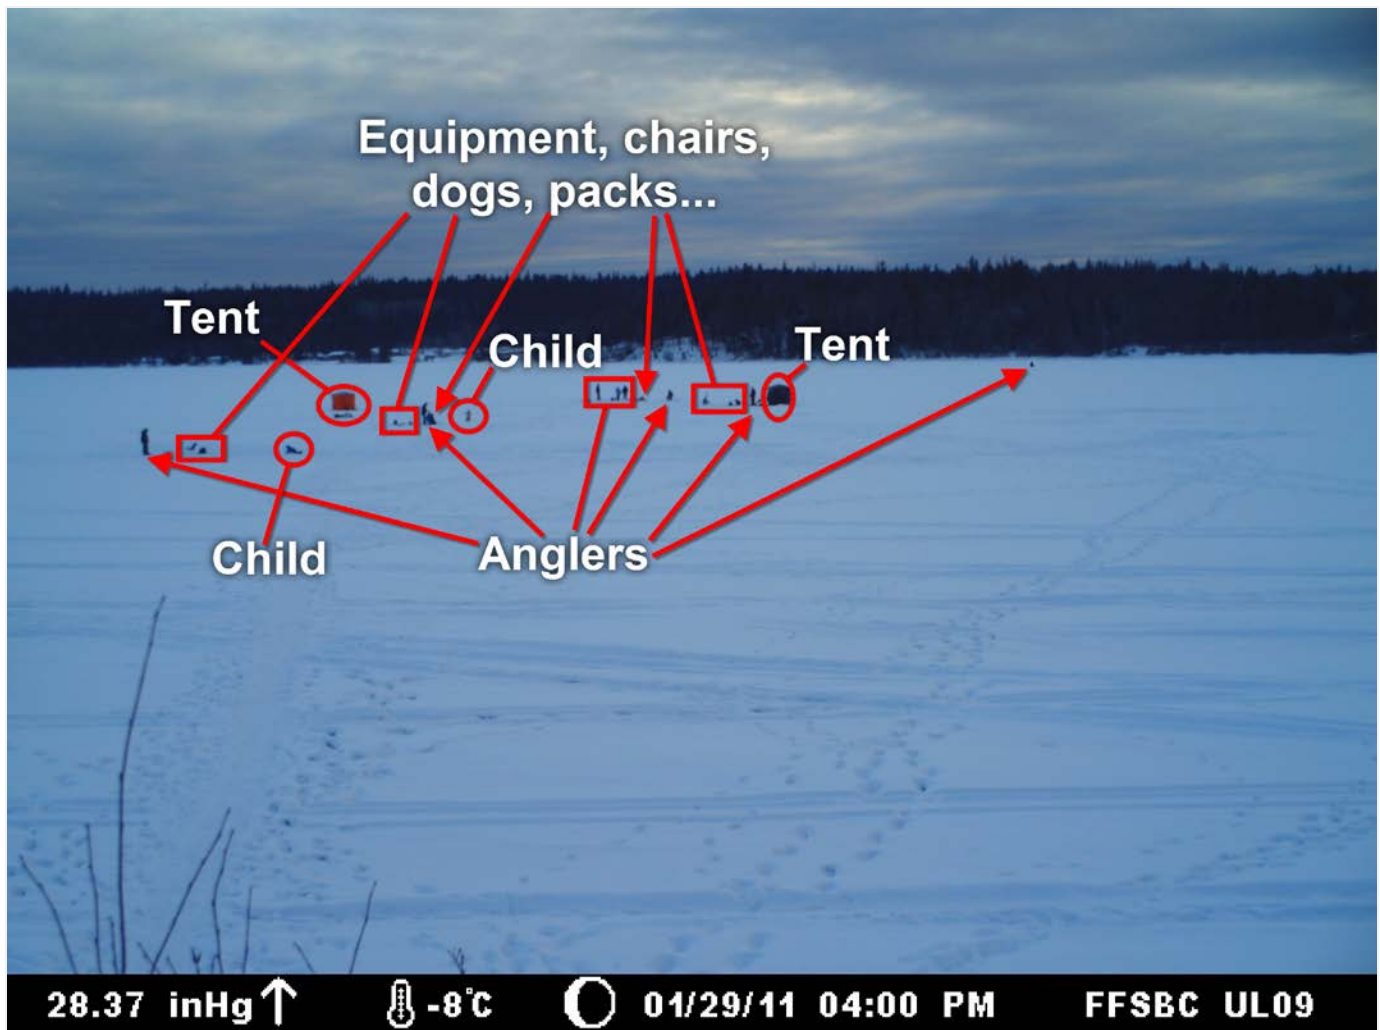 Equipment, chairs,
dogs, packs...
Tent
Child
Tent
Child
Anglers
28.37 inHg -8°C 01/29/11 04:00 PM FFSBC UL09